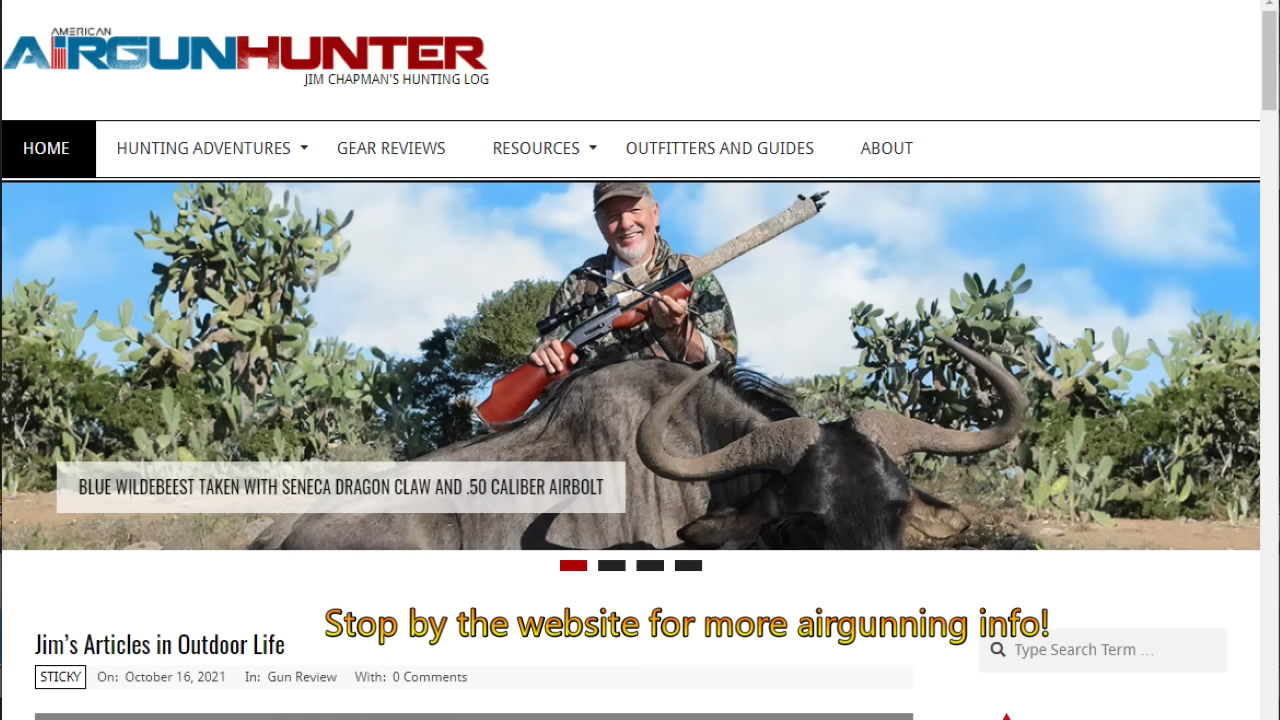 AMERICAN
AIRGUNHUNTER
JIM CHAPMAN'S HUNTING LOG
HOME HUNTING ADVENTURES GEAR REVIEWS RESOURCES OUTFITTERS AND GUIDES ABOUT
BLUE WILDEBEEST TAKEN WITH SENECA DRAGON CLAW AND .50 CALIBER AIRBOLT
Stop by the website for more airgunning info!
Jim’s Articles in Outdoor Life
Type Search Term ...
STICKY On: October 16, 2021 In: Gun Review With: 0 Comments